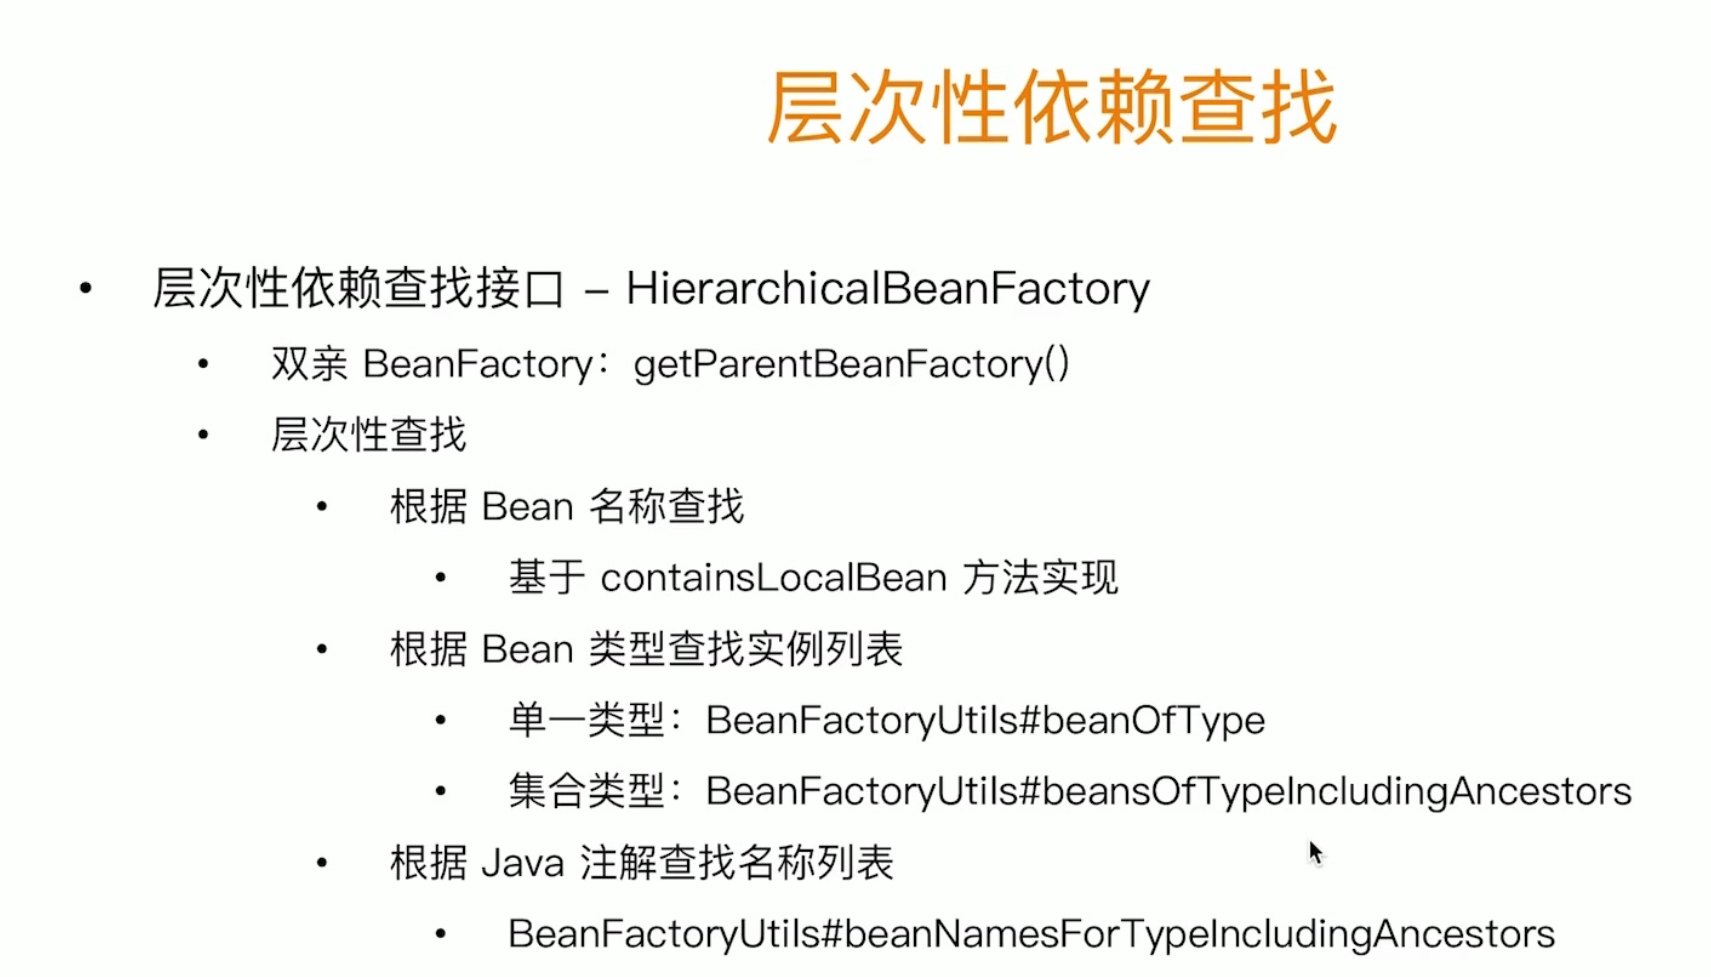 层次性依赖查找
• 层次性依赖查找接口 – HierarchicalBeanFactory
• 双亲 BeanFactory：getParentBeanFactory()
• 层次性查找
• 根据 Bean 名称查找
• 基于 containsLocalBean 方法实现
• 根据 Bean 类型查找实例列表
• 单一类型：BeanFactoryUtils#beanOfType
• 集合类型：BeanFactoryUtils#beansOfTypeIncludingAncestors
• 根据 Java 注解查找名称列表
• BeanFactoryUtils#beanNamesForTypeIncludingAncestors